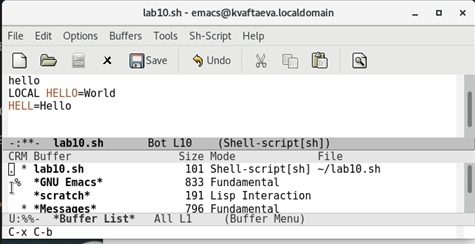 lab10.sh - emacs@kvaftaeva.localdomain
File Edit Options Buffers Tools Sh-Script Help
Save Undo
hello
LOCAL HELLO=World
HELL=Hello
-:**- lab10.sh Bot L10 (Shell-script[sh])
CRM Buffer Size Mode File
. * lab10.sh 101 Shell-script[sh] ~/lab10.sh
% *GNU Emacs* 833 Fundamental
*scratch* 191 Lisp Interaction
* *Messages* 796 Fundamental
U:%%- *Buffer List* All L1 (Buffer Menu)
C-x C-b